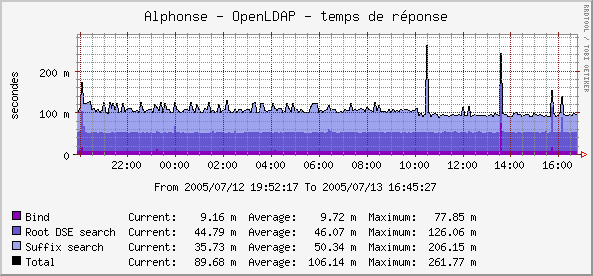 Alphonse - OpenLDAP - temps de réponse
RRDTOOL / TOBI OETIKER
secondes
200 m
100 m
0
22:00 00:00 02:00 04:00 06:00 08:00 10:00 12:00 14:00 16:00
From 2005/07/12 19:52:17 To 2005/07/13 16:45:27
Bind Current: 9.16 m Average: 9.72 m Maximum: 77.85 m
Root DSE search Current: 44.79 m Average: 46.07 m Maximum: 126.06 m
Suffix search Current: 35.73 m Average: 50.34 m Maximum: 206.15 m
Total Current: 89.68 m Average: 106.14 m Maximum: 261.77 m